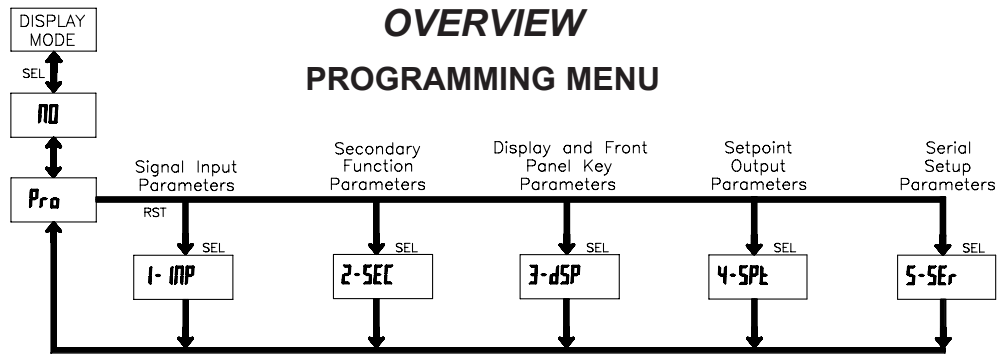 OVERVIEW
PROGRAMMING MENU
DISPLAY
MODE
SEL
NO
Pro
RST
Signal Input
Parameters
SEL
1-INP
Secondary
Function
Parameters
SEL
2-SEC
Display and Front
Panel Key
Parameters
SEL
3-dSP
Setpoint
Output
Parameters
SEL
4-SPt
Serial
Setup
Parameters
SEL
5-SEr